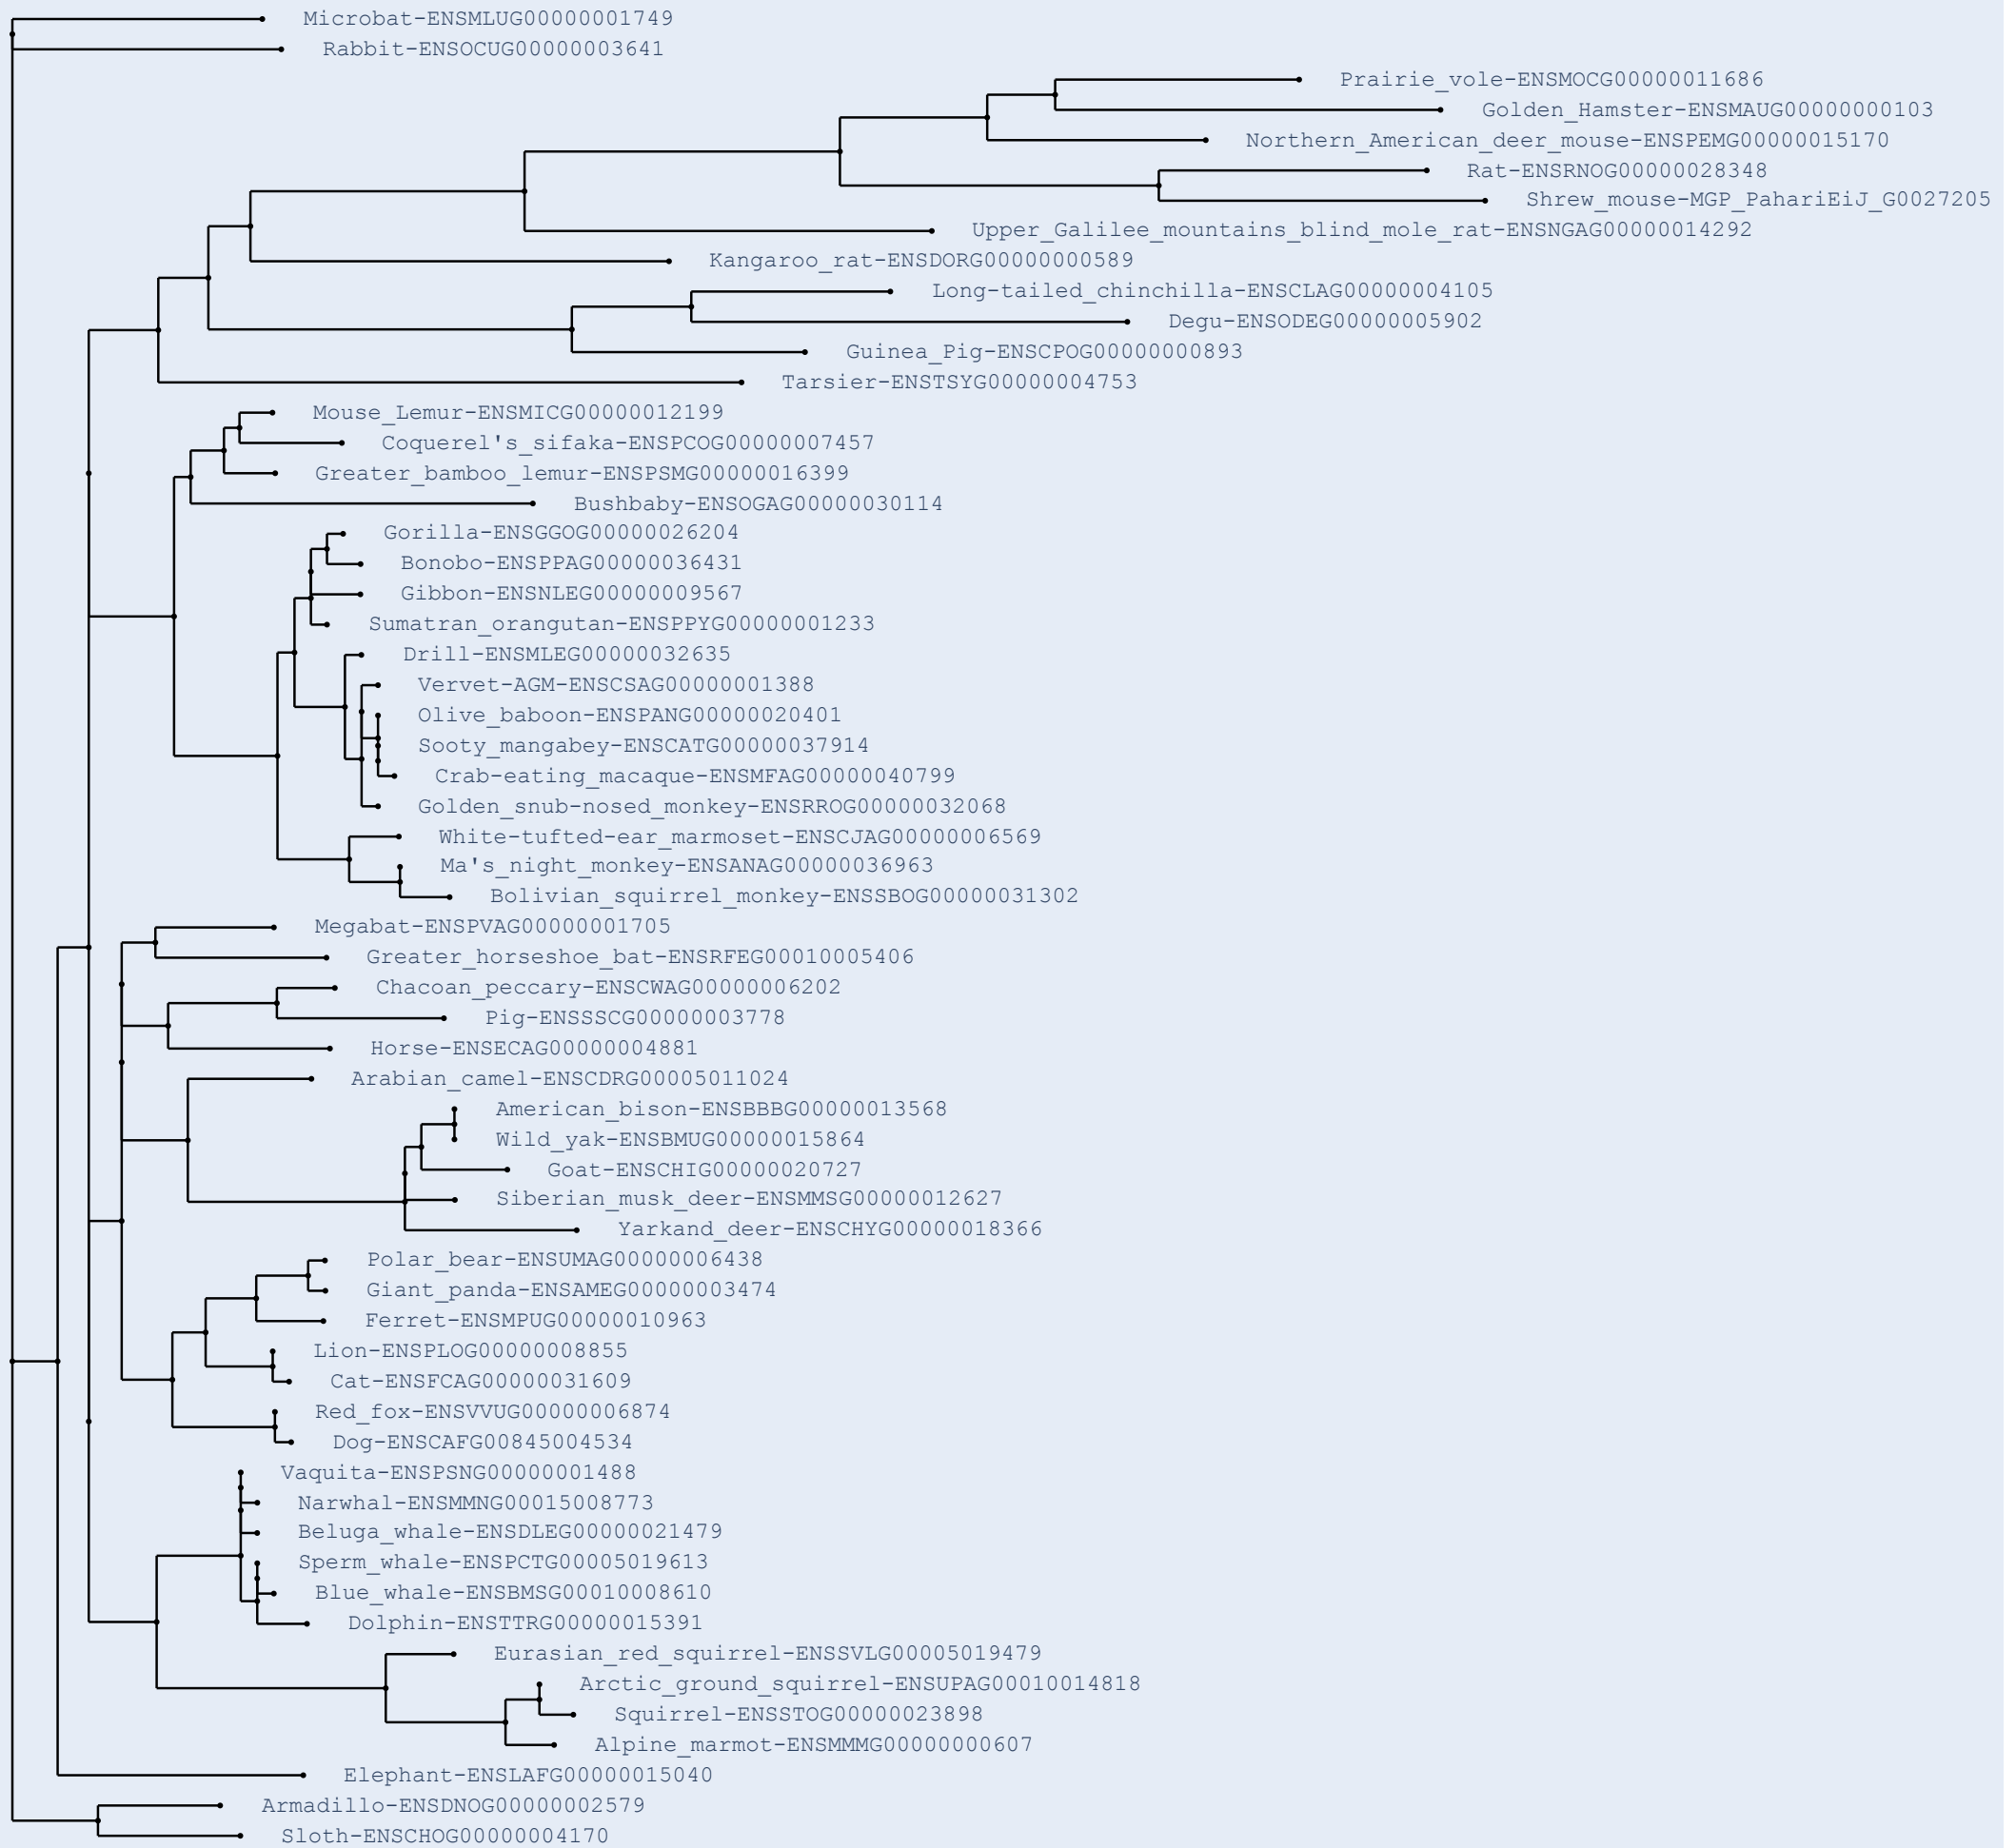 Microbat-ENSMLUG00000001749
Rabbit-ENSOCUG00000003641
Prairie_vole-ENSMOCG00000011686
Golden_Hamster-ENSMAUG00000000103
Northern_American_deer_mouse-ENSPEMG00000015170
Rat-ENSRNOG00000028348
Shrew_mouse-MGP_PahariEiJ_G0027205
Upper_Galilee_mountains_blind_mole_rat-ENSNGAG00000014292
Kangaroo_rat-ENSDORG00000000589
Long-tailed_chinchilla-ENSCLAG00000004105
Degu-ENSODEG00000005902
Guinea_Pig-ENSCPOG00000000893
Tarsier-ENSTSYG00000004753
Mouse_Lemur-ENSMICG00000012199
Coquerel's_sifaka-ENSPCOG00000007457
Greater_bamboo_lemur-ENSPSMG00000016399
Bushbaby-ENSOGAG00000030114
Gorilla-ENSGGOG00000026204
Bonobo-ENSPPAG00000036431
Gibbon-ENSNLEG00000009567
Sumatran_orangutan-ENSPPYG00000001233
Drill-ENSMLEG00000032635
Vervet-AGM-ENSCSAG00000001388
Olive_baboon-ENSPANG00000020401
Sooty_mangabey-ENSCATG00000037914
Crab-eating_macaque-ENSMFAG00000040799
Golden_snub-nosed_monkey-ENSRROG00000032068
White-tufted-ear_marmoset-ENSCJAG00000006569
Ma's_night_monkey-ENSANAG00000036963
Bolivian_squirrel_monkey-ENSSBOG00000031302
Megabat-ENSPVAG00000001705
Greater_horseshoe_bat-ENSRFEG00010005406
Chacoan_peccary-ENSCWAG00000006202
Pig-ENSSSCG00000003778
Horse-ENSECAG00000004881
Arabian_camel-ENSCDRG00005011024
American_bison-ENSBBBG00000013568
Wild_yak-ENSBMUG00000015864
Goat-ENSCHIG00000020727
Siberian_musk_deer-ENSMMSG00000012627
Yarkand_deer-ENSCHYG00000018366
Polar_bear-ENSUMAG00000006438
Giant_panda-ENSAMEG00000003474
Ferret-ENSMPUG00000010963
Lion-ENSPLOG00000008855
Cat-ENSFCAG00000031609
Red_fox-ENSVVUG00000006874
Dog-ENSCAFG00845004534
Vaquita-ENSPSNG00000001488
Narwhal-ENSMMNG00015008773
Beluga_whale-ENSDLEG00000021479
Sperm_whale-ENSPCTG00005019613
Blue_whale-ENSBMSG00010008610
Dolphin-ENSTTRG00000015391
Eurasian_red_squirrel-ENSSVLG00005019479
Arctic_ground_squirrel-ENSUPAG00010014818
Squirrel-ENSSTOG00000023898
Alpine_marmot-ENSMMMG00000000607
Elephant-ENSLAFG00000015040
Armadillo-ENSDNOG00000002579
Sloth-ENSCHOG00000004170